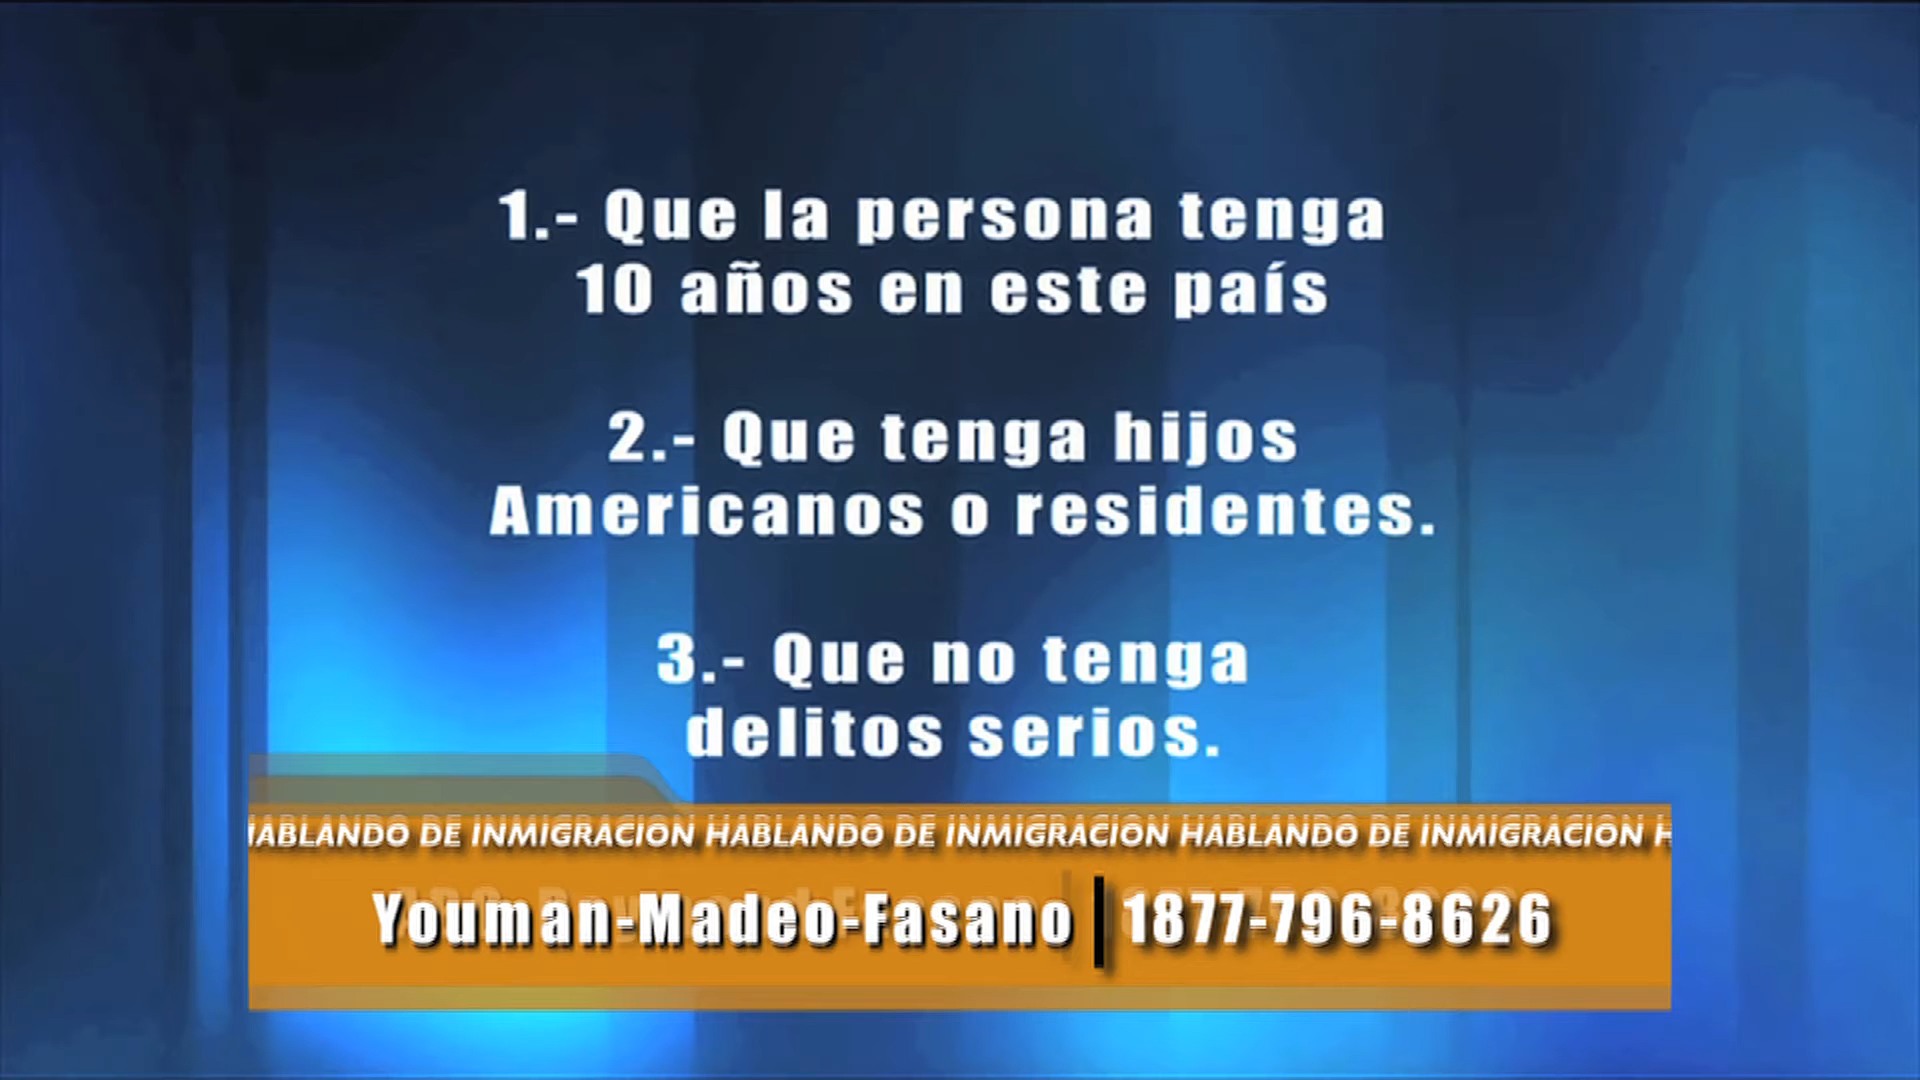 1.- Que la persona tenga
10 años en este país
2.- Que tenga hijos
Americanos o residentes.
3.- Que no tenga
delitos serios.
HABLANDO DE INMIGRACION HABLANDO DE INMIGRACION HABLANDO DE INMIGRACION H
Youman-Madeo-Fasano | 1877-796-8626